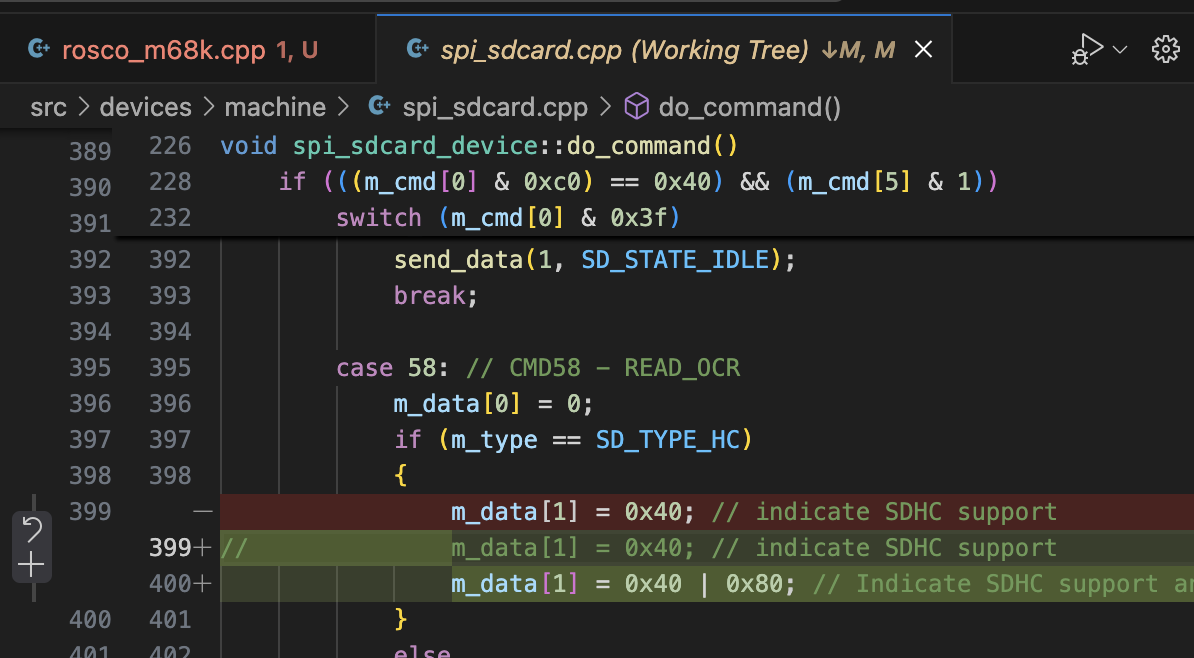 rosco_m68k.cpp 1, U
spi_sdcard.cpp (Working Tree) ↓M, M
src > devices > machine > spi_sdcard.cpp > do_command()
389 226 void spi_sdcard_device::do_command()
390 228 if (((m_cmd[0] & 0xc0) == 0x40) && (m_cmd[5] & 1))
391 232 switch (m_cmd[0] & 0x3f)
392 392 send_data(1, SD_STATE_IDLE);
393 393 break;
394 394
395 395 case 58: // CMD58 – READ_OCR
396 396 m_data[0] = 0;
397 397 if (m_type == SD_TYPE_HC)
398 398 {
399 — m_data[1] = 0x40; // indicate SDHC support
399+ // m_data[1] = 0x40; // indicate SDHC support
400+ m_data[1] = 0x40 | 0x80; // Indicate SDHC support
400 401 }
401 402 else